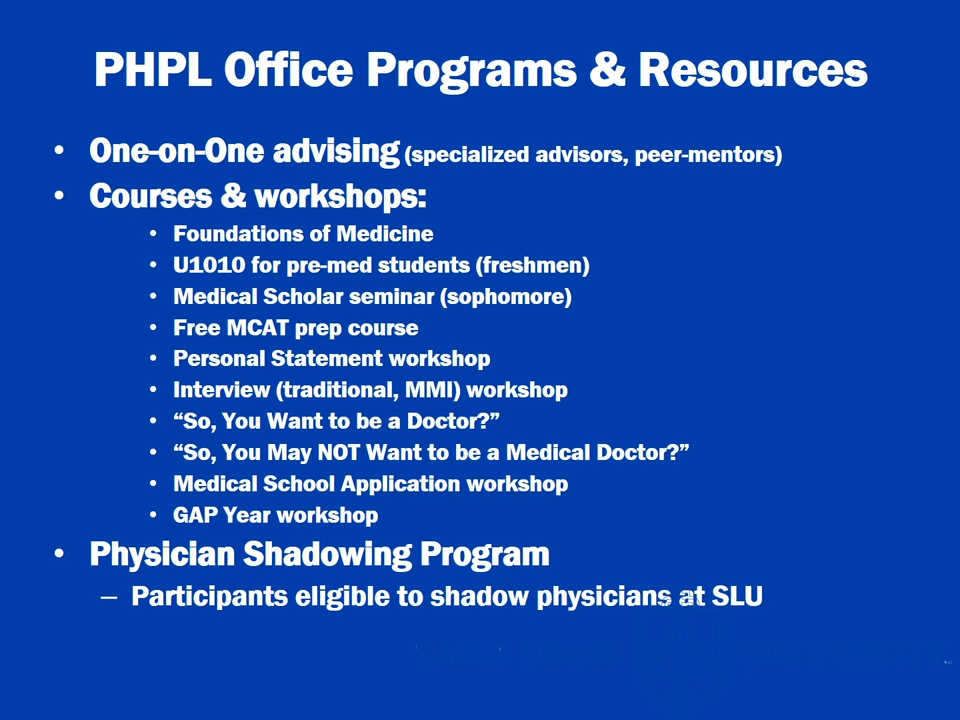 PHPL Office Programs & Resources
• One-on-One advising (specialized advisors, peer-mentors)
• Courses & workshops:
• Foundations of Medicine
• U1010 for pre-med students (freshmen)
• Medical Scholar seminar (sophomore)
• Free MCAT prep course
• Personal Statement workshop
• Interview (traditional, MMI) workshop
• “So, You Want to be a Doctor?”
• “So, You May NOT Want to be a Medical Doctor?”
• Medical School Application workshop
• GAP Year workshop
• Physician Shadowing Program
– Participants eligible to shadow physicians at SLU
SAINT LOUIS UNIVERSITY